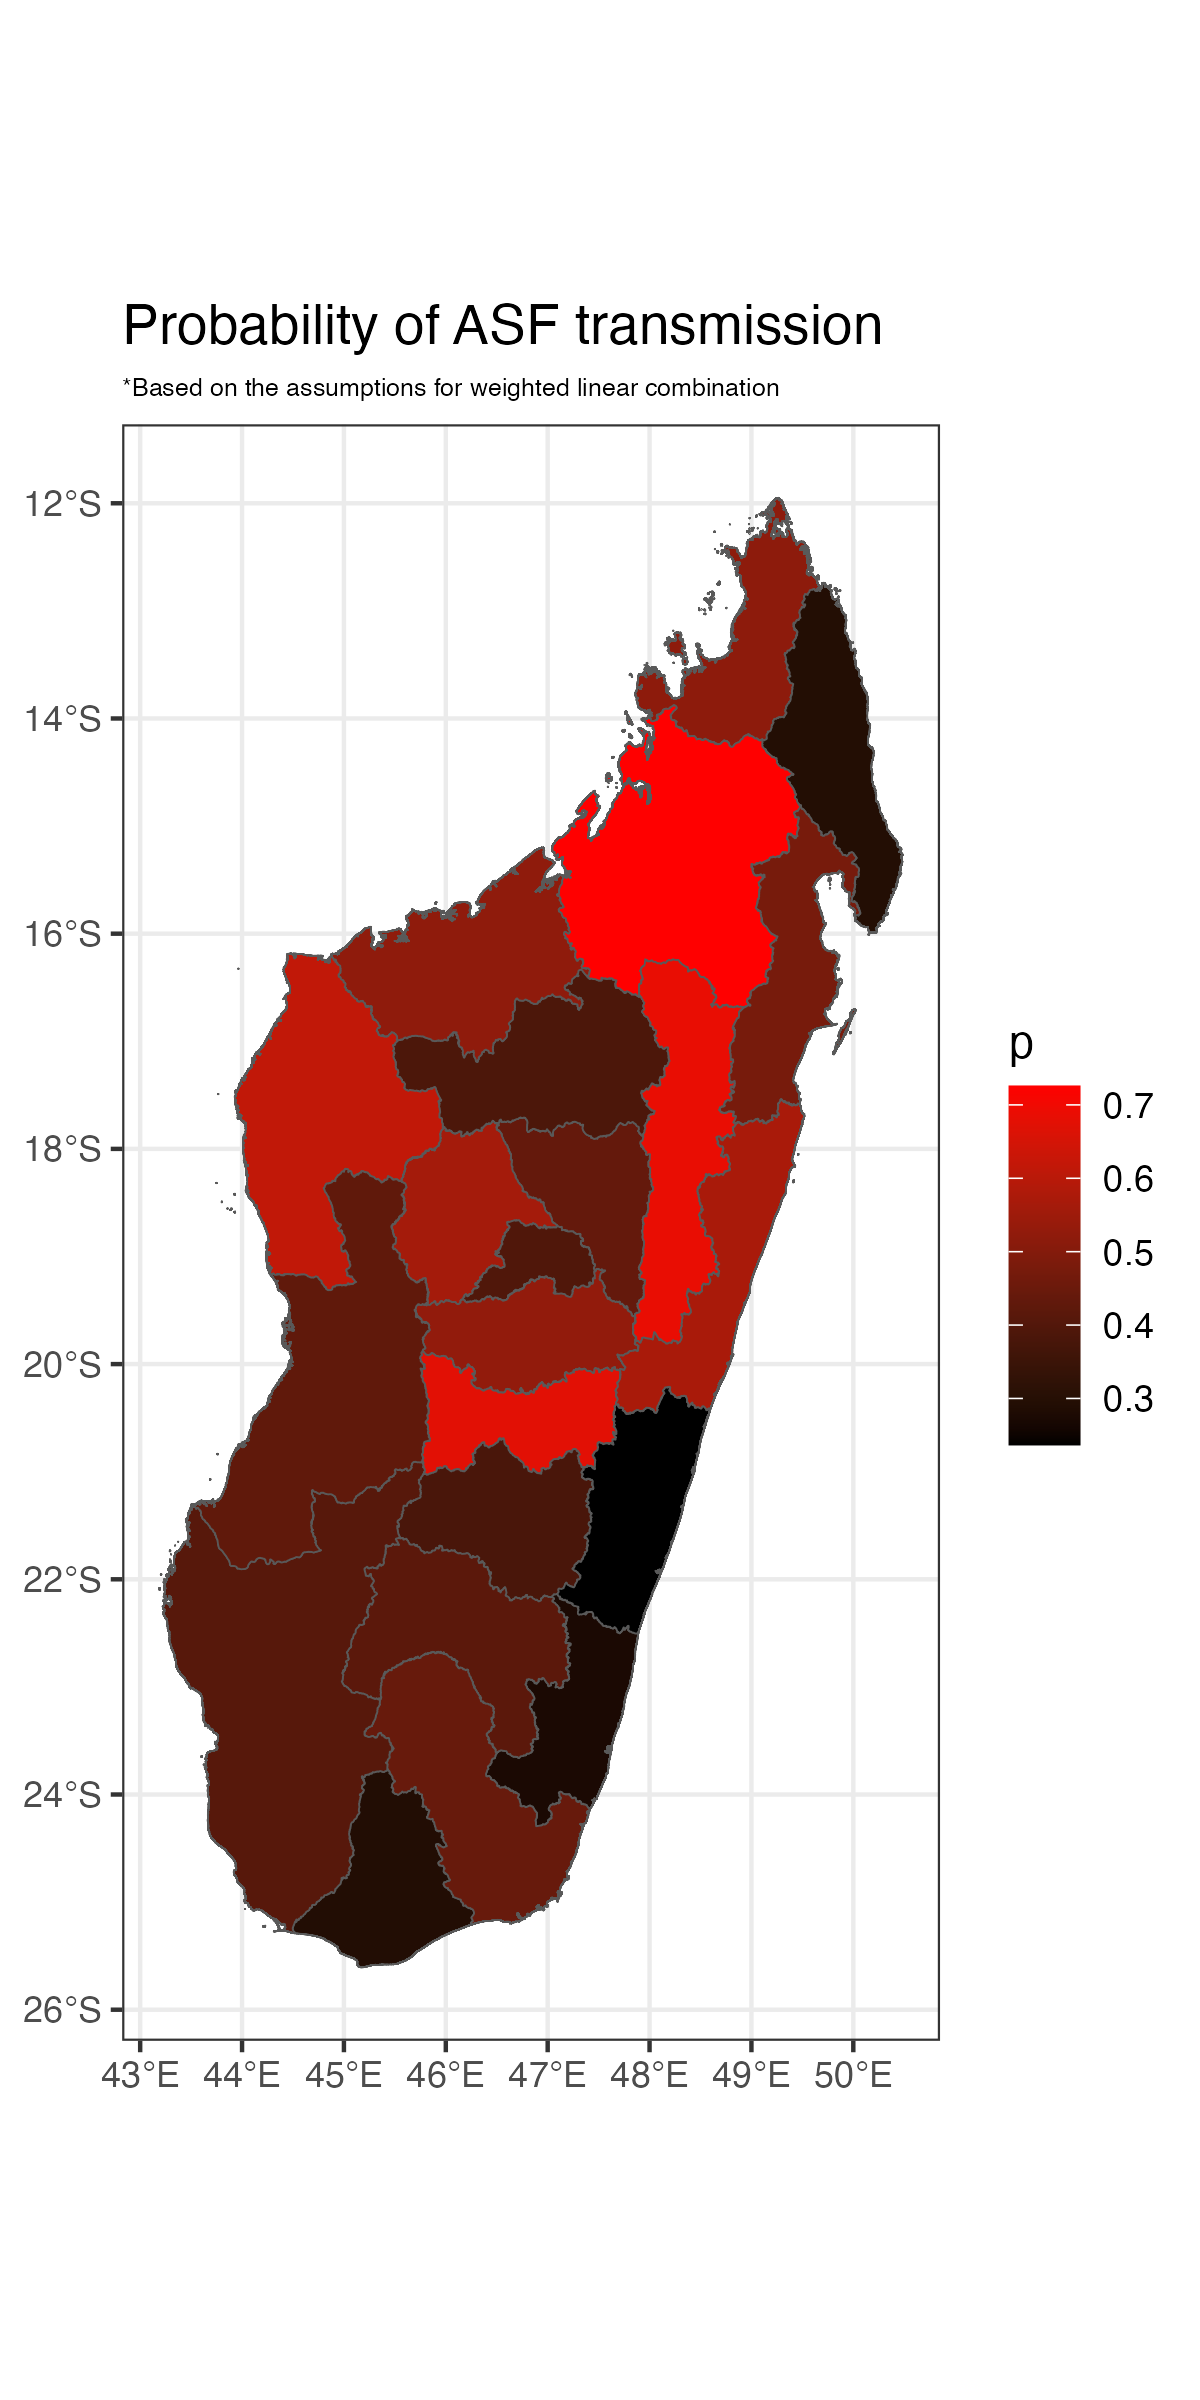 Probability of ASF transmission
*Based on the assumptions for weighted linear combination
12°S
14°S
16°S
18°S
20°S
22°S
24°S
26°S
43°E 44°E 45°E 46°E 47°E 48°E 49°E 50°E
p
0.7
0.6
0.5
0.4
0.3